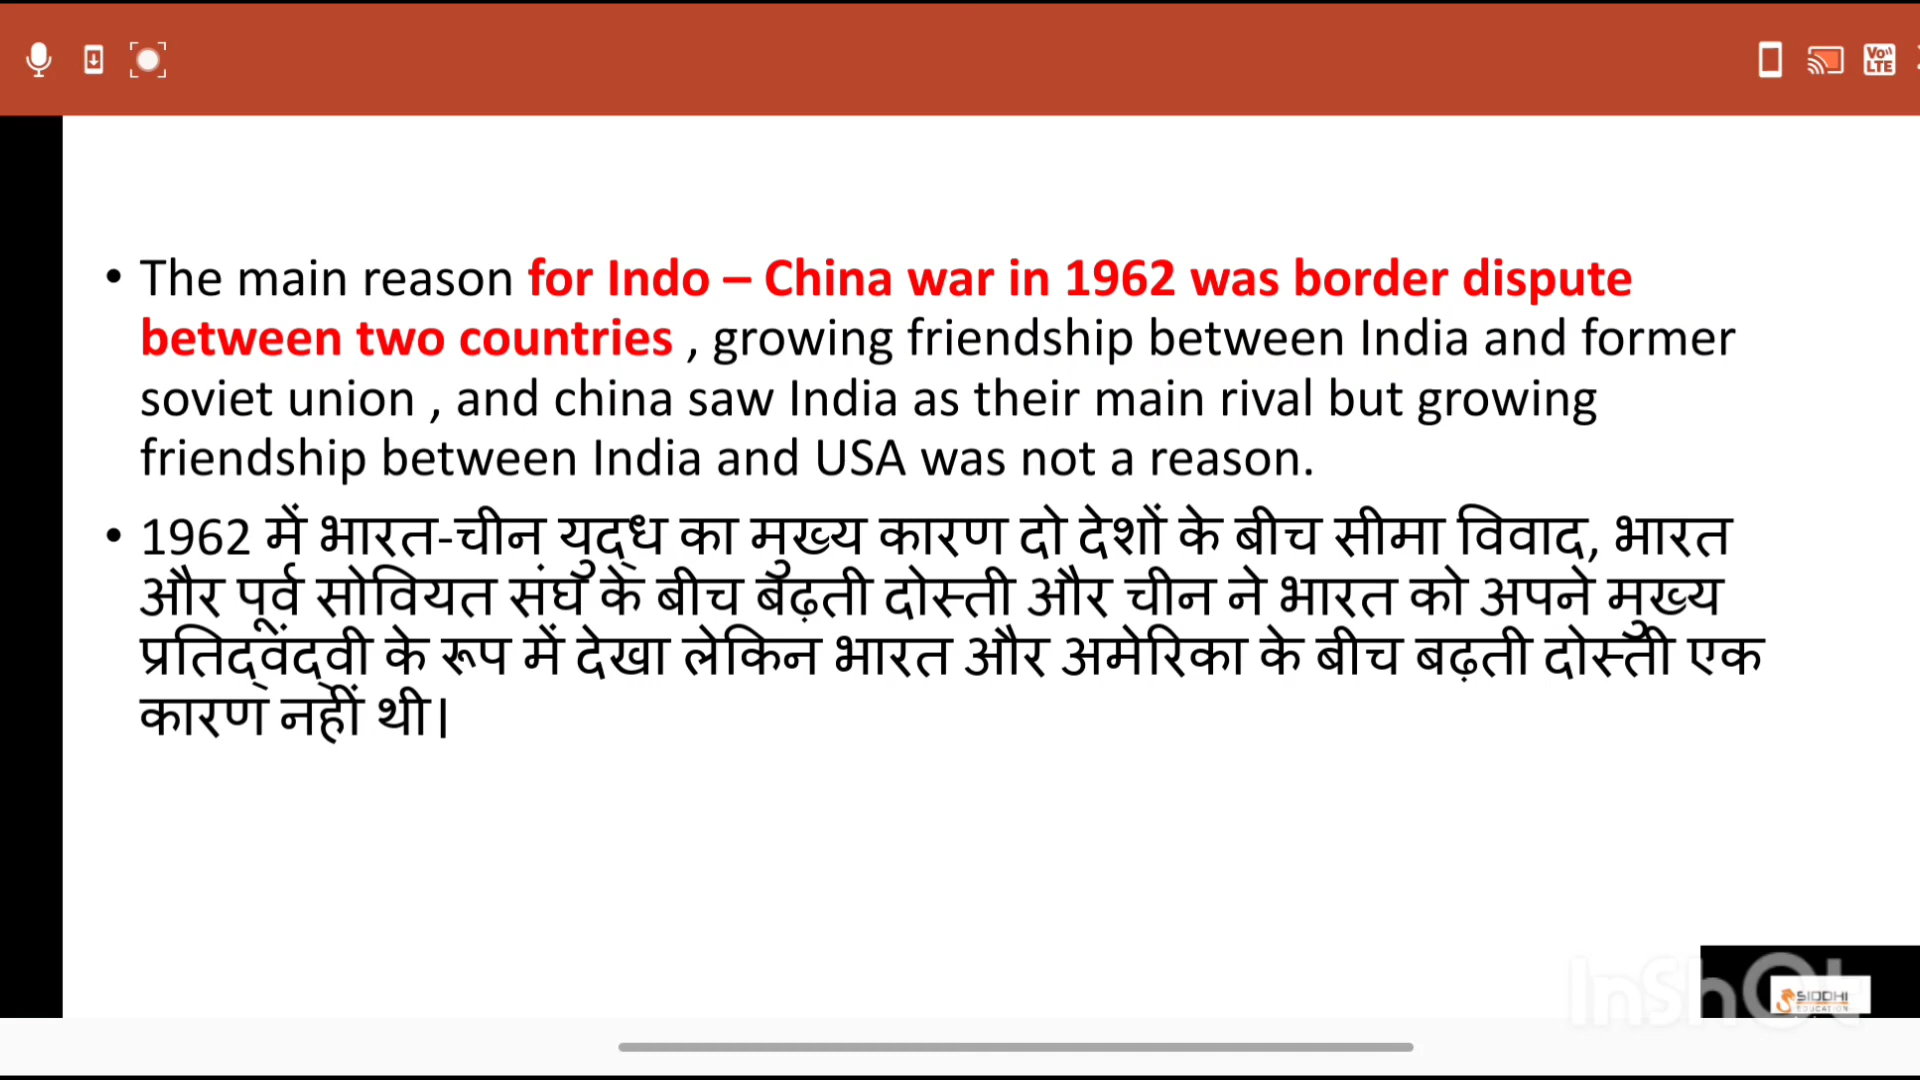 Vo)) LTE
• The main reason for Indo – China war in 1962 was border dispute
between two countries , growing friendship between India and former
soviet union , and china saw India as their main rival but growing
friendship between India and USA was not a reason.
• 1962 में भारत-चीन युद्ध का मुख्य कारण दो देशों के बीच सीमा विवाद, भारत
और पूर्व सोवियत संघ के बीच बढ़ती दोस्ती और चीन ने भारत को अपने मुख्य
प्रतिद्वंद्वी के रूप में देखा लेकिन भारत और अमेरिका के बीच बढ़ती दोस्ती एक
कारण नहीं थी।
InShOt
SIDDHI
EDUCATION